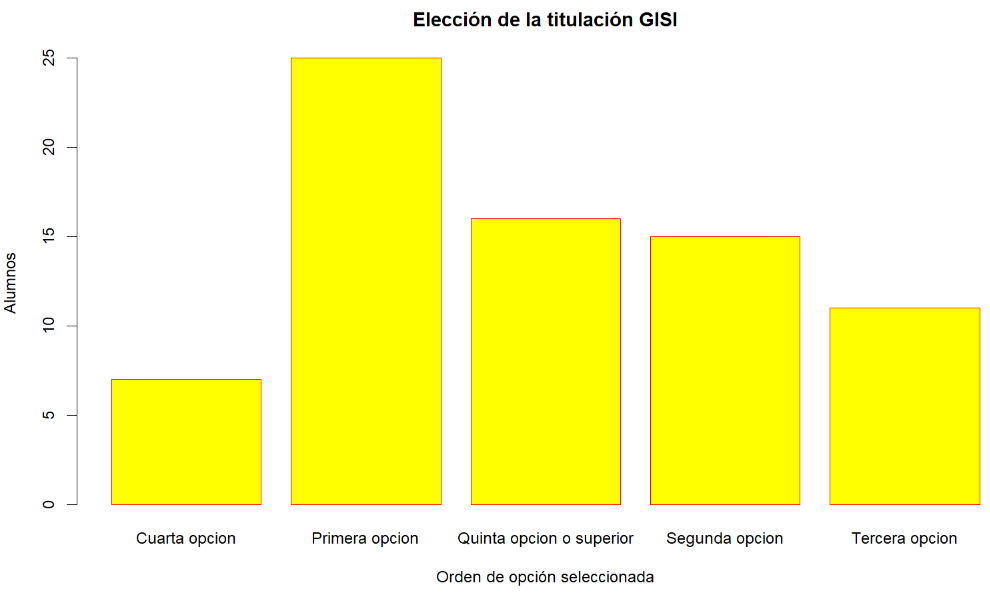 Elección de la titulación GISI
25
20
15
10
5
0
Alumnos
Cuarta opcion Primera opcion Quinta opcion o superior Segunda opcion Tercera opcion
Orden de opción seleccionada